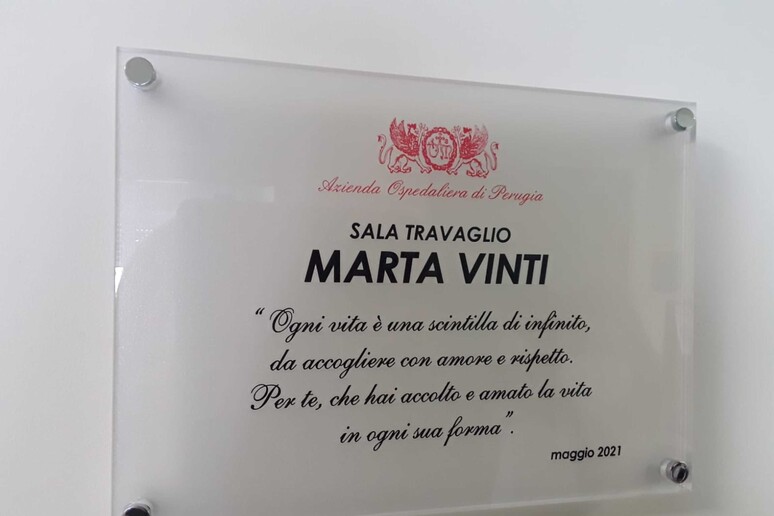 Azienda Ospedaliera di Perugia
SALA TRAVAGLIO
MARTA VINTI
“Ogni vita è una scintilla di infinito,
da accogliere con amore e rispetto.
Per te, che hai accolto e amato la vita
in ogni sua forma”.
maggio 2021